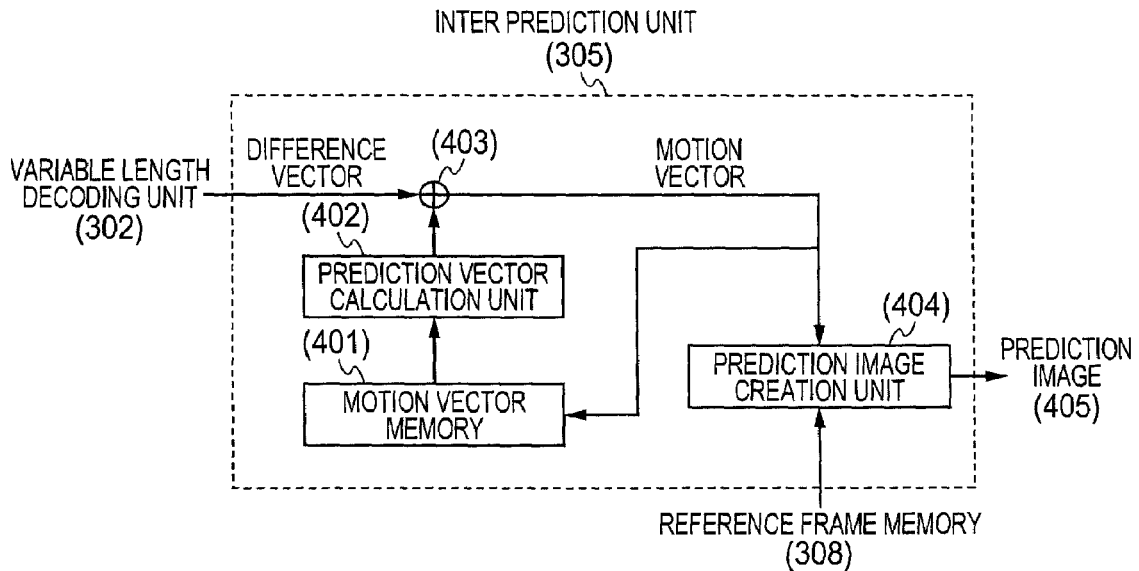 INTER PREDICTION UNIT
(305)
VARIABLE LENGTH
DECODING UNIT
(302)
DIFFERENCE
VECTOR
(403)
MOTION
VECTOR
(402)
PREDICTION VECTOR
CALCULATION UNIT
(401)
MOTION VECTOR
MEMORY
(404)
PREDICTION IMAGE
CREATION UNIT
PREDICTION
IMAGE
(405)
REFERENCE FRAME MEMORY
(308)